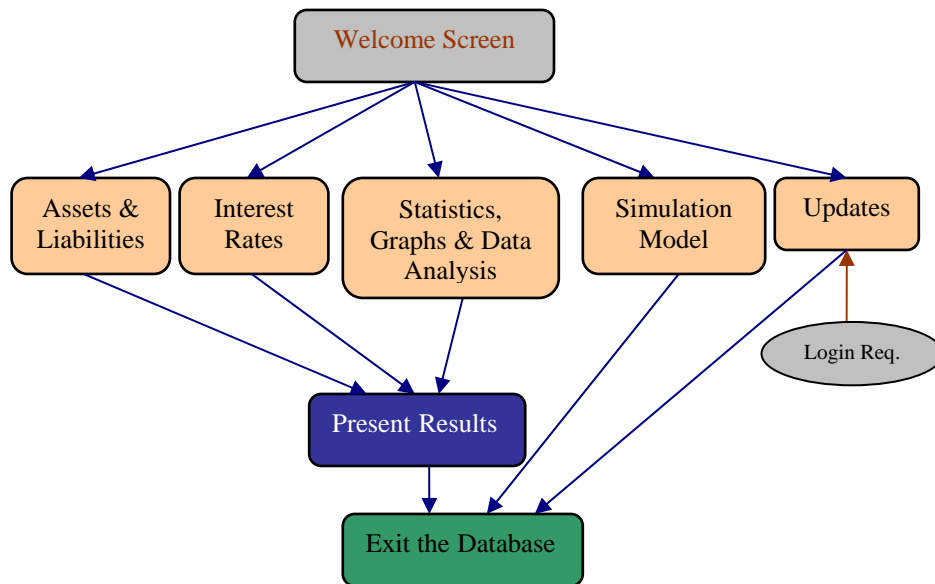 Welcome Screen
Assets &
Liabilities
Interest
Rates
Statistics,
Graphs & Data
Analysis
Simulation
Model
Updates
Login Req.
Present Results
Exit the Database